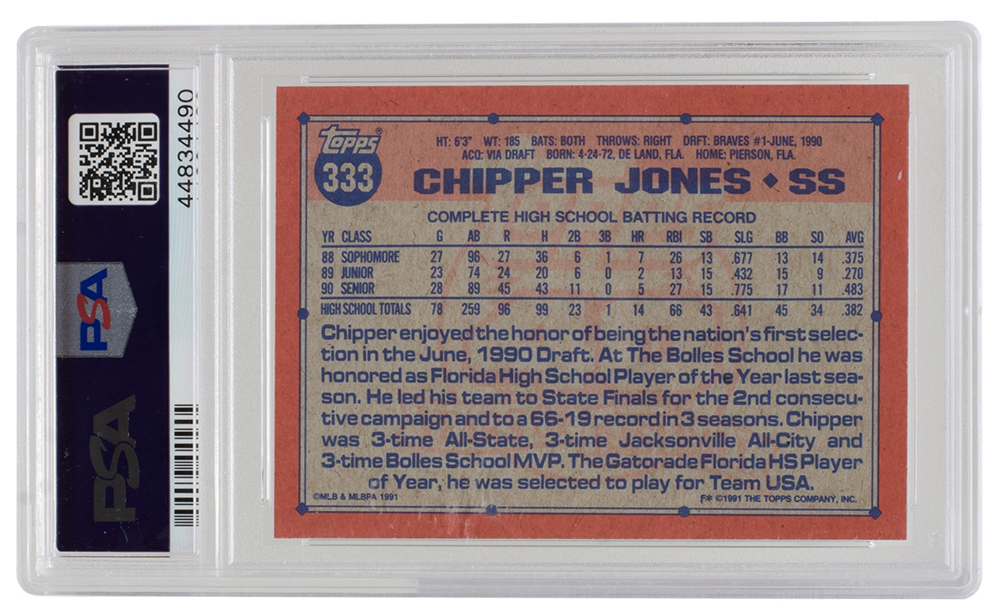 PSA
PSA
44834490
Topps
333
HT: 6'3" WT: 185 BATS: BOTH THROWS: RIGHT DRFT: BRAVES #1-JUNE, 1990
ACQ: VIA DRAFT BORN: 4-24-72, DE LAND, FLA. HOME: PIERSON, FLA.
CHIPPER JONES ◆ SS
COMPLETE HIGH SCHOOL BATTING RECORD
YR CLASS G AB R H 2B 3B HR RBI SB SLG BB SO AVG
88 SOPHOMORE 27 96 27 36 6 1 7 26 13 .677 13 14 .375
89 JUNIOR 23 74 24 20 6 0 2 13 15 .432 15 9 .270
90 SENIOR 28 89 45 43 11 0 5 27 15 .775 17 11 .483
HIGH SCHOOL TOTALS 78 259 96 99 23 1 14 66 43 .641 45 34 .382
Chipper enjoyed the honor of being the nation's first selec-
tion in the June, 1990 Draft. At The Bolles School he was
honored as Florida High School Player of the Year last sea-
son. He led his team to State Finals for the 2nd consecu-
tive campaign and to a 66-19 record in 3 seasons. Chipper
was 3-time All-State, 3-time Jacksonville All-City and
3-time Bolles School MVP. The Gatorade Florida HS Player
of Year, he was selected to play for Team USA.
©MLB & MLBPA 1991 F* ©1991 THE TOPPS COMPANY, INC.